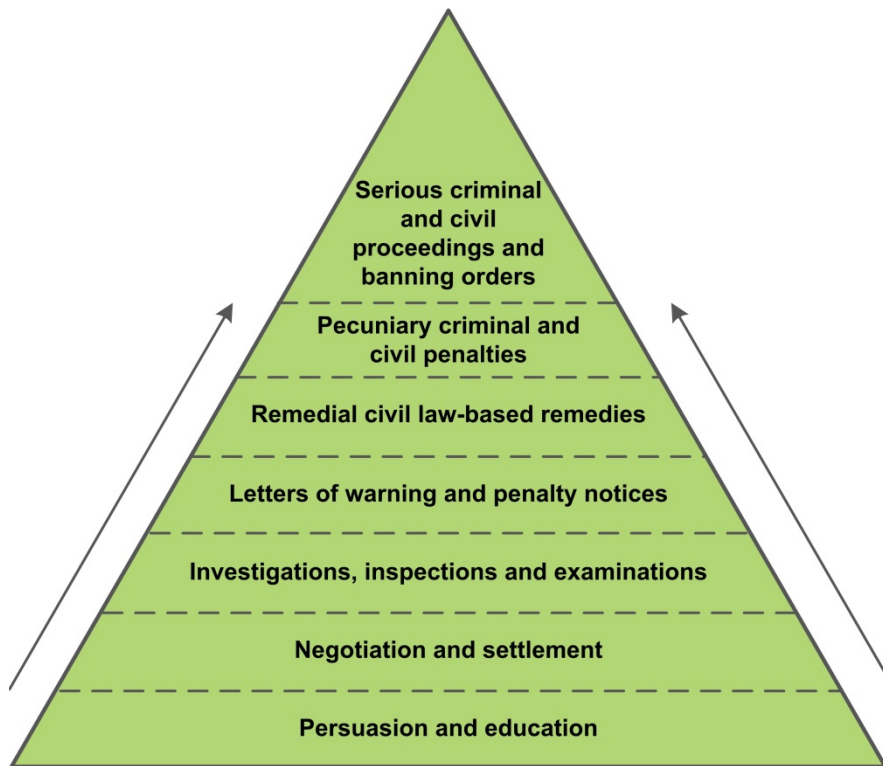 Serious criminal
and civil
proceedings and
banning orders
Pecuniary criminal and
civil penalties
Remedial civil law-based remedies
Letters of warning and penalty notices
Investigations, inspections and examinations
Negotiation and settlement
Persuasion and education